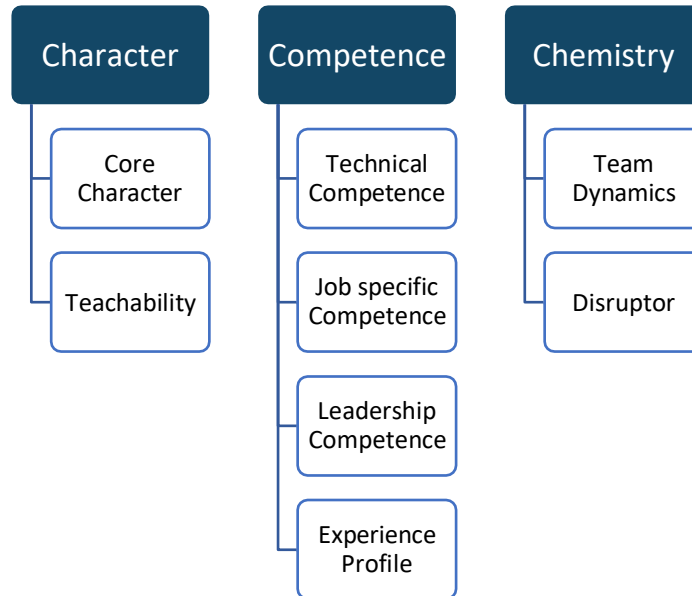 Character
Core
Character
Teachability
Competence
Technical
Competence
Job specific
Competence
Leadership
Competence
Experience
Profile
Chemistry
Team
Dynamics
Disruptor